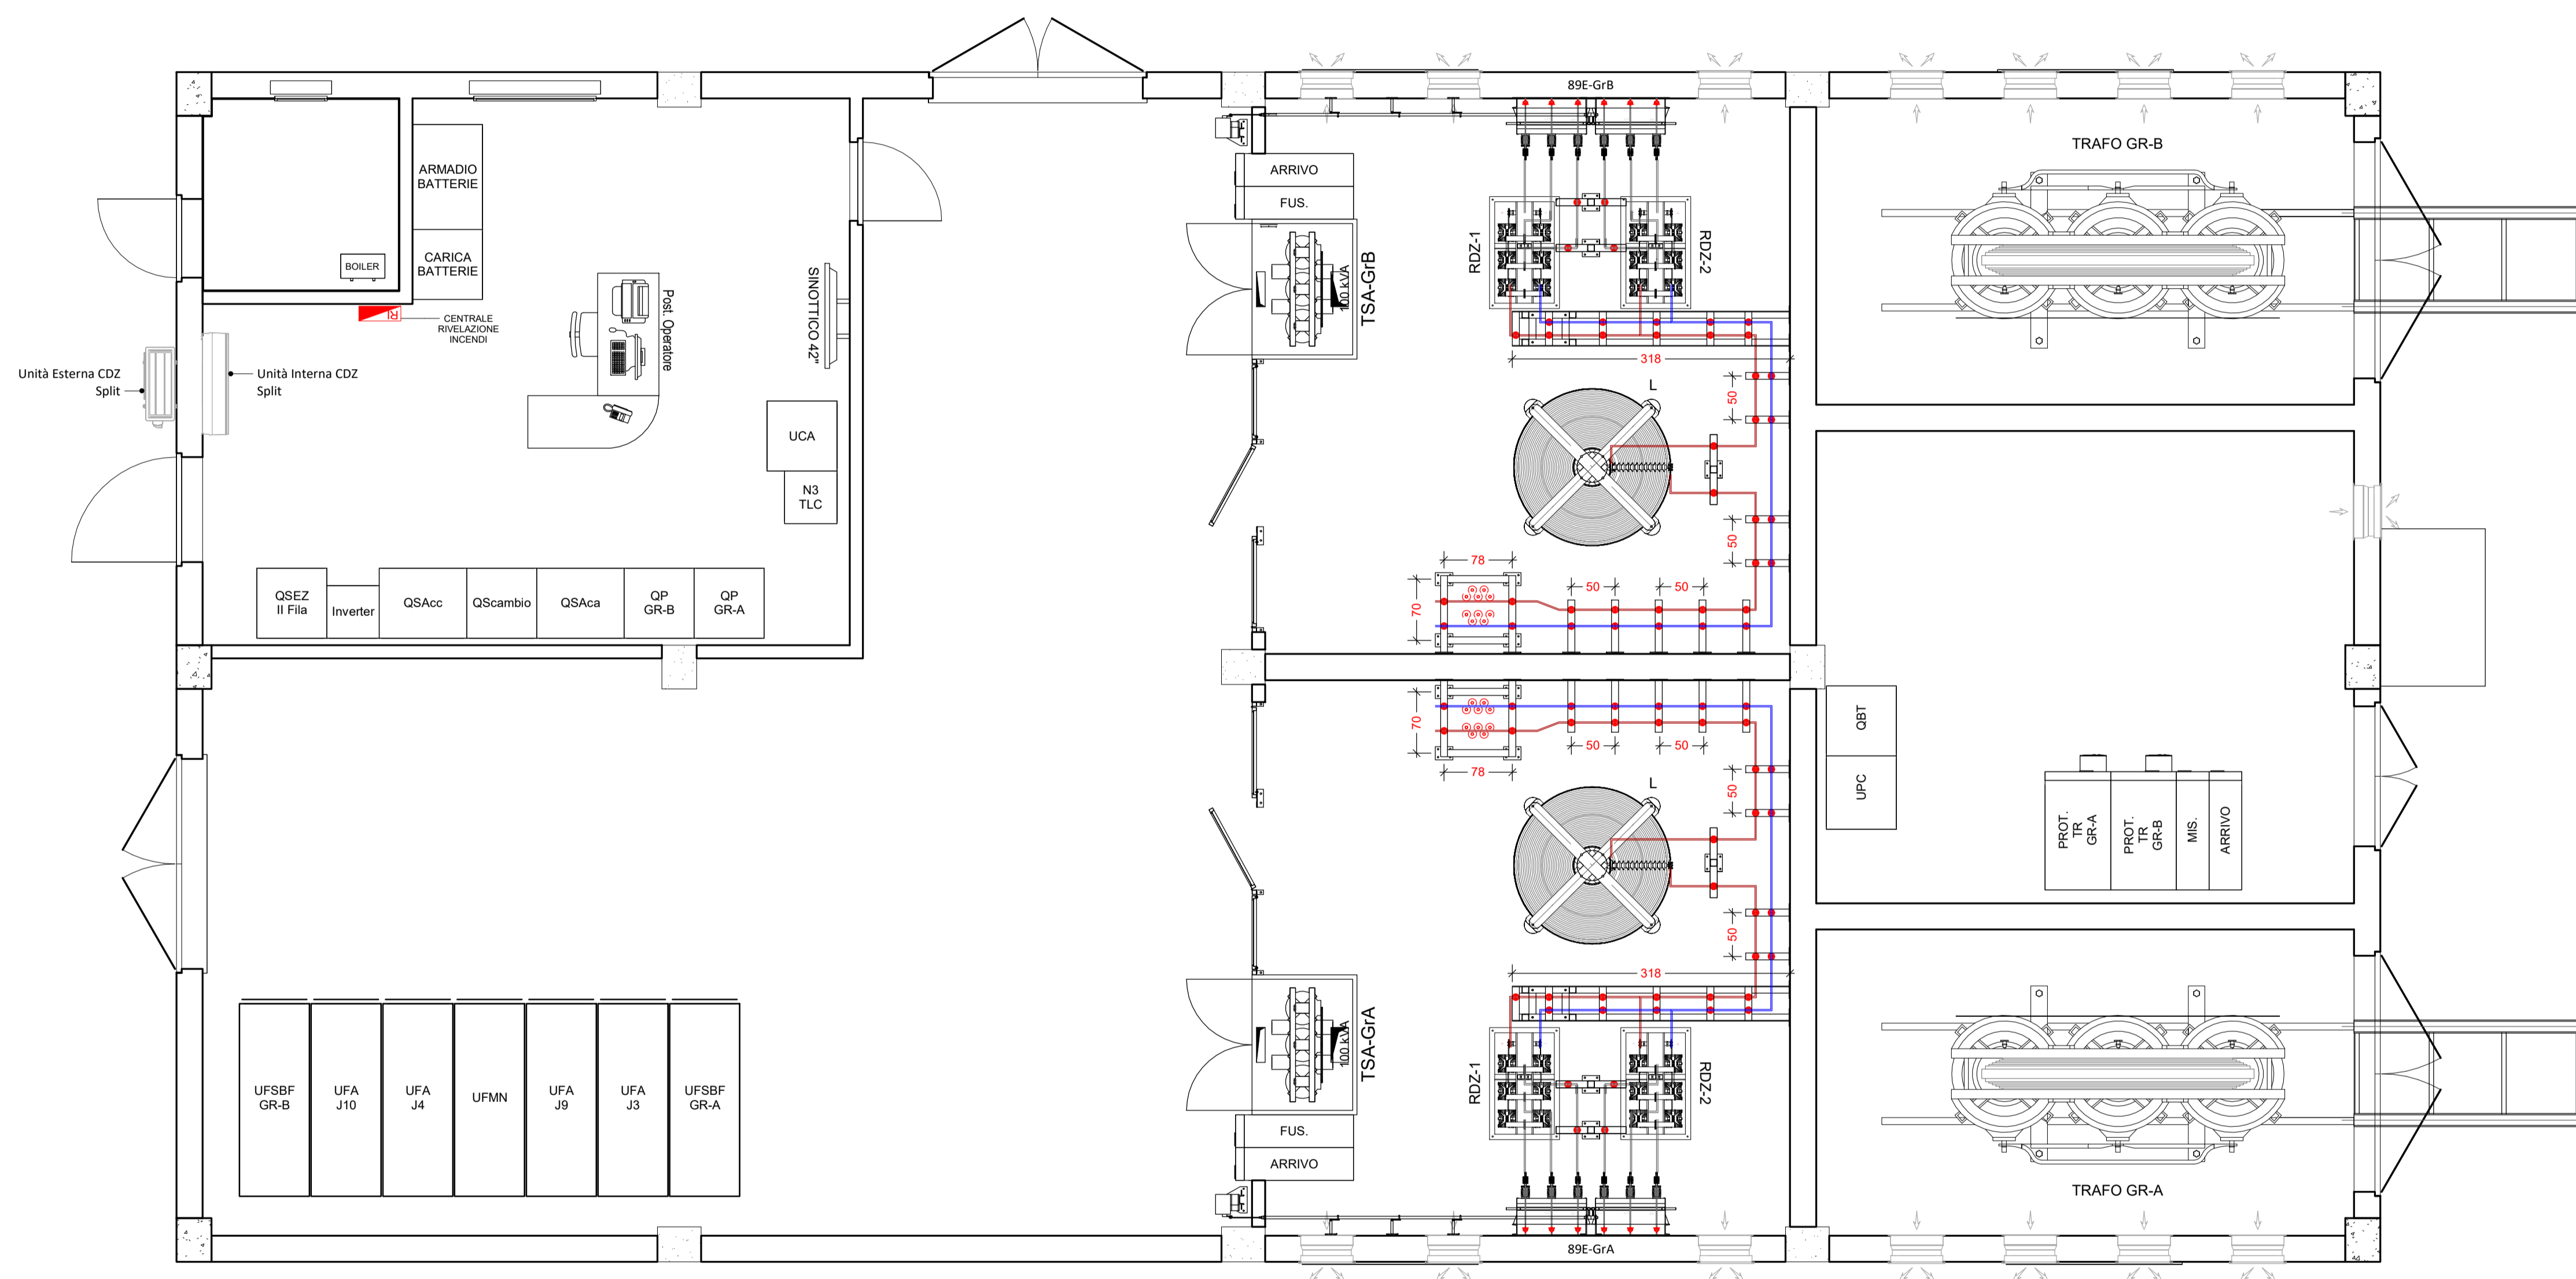 89E-GrB
TRAFO GR-B
ARMADIO
BATTERIE
CARICA
BATTERIE
BOILER
RI
CENTRALE
RIVELAZIONE
INCENDI
Unità Esterna CDZ
Split
Unità Interna CDZ
Split
Post. Operatore
SINOTTICO 42"
UCA
N3
TLC
QSEZ
II Fila
Inverter
QSAcc
QScambio
QSAca
QP
GR-B
QP
GR-A
ARRIVO
FUS.
100 kVA
TSA-GrB
RDZ-1
RDZ-2
318
L
50
50
78
70
50
50
70
50
50
78
L
50
50
318
QBT
UPC
PROT.
TR
GR-A
PROT.
TR
GR-B
MIS.
ARRIVO
100 kVA
TSA-GrA
RDZ-1
RDZ-2
FUS.
ARRIVO
UFSBF
GR-B
UFA
J10
UFA
J4
UFMN
UFA
J9
UFA
J3
UFSBF
GR-A
TRAFO GR-A
89E-GrA